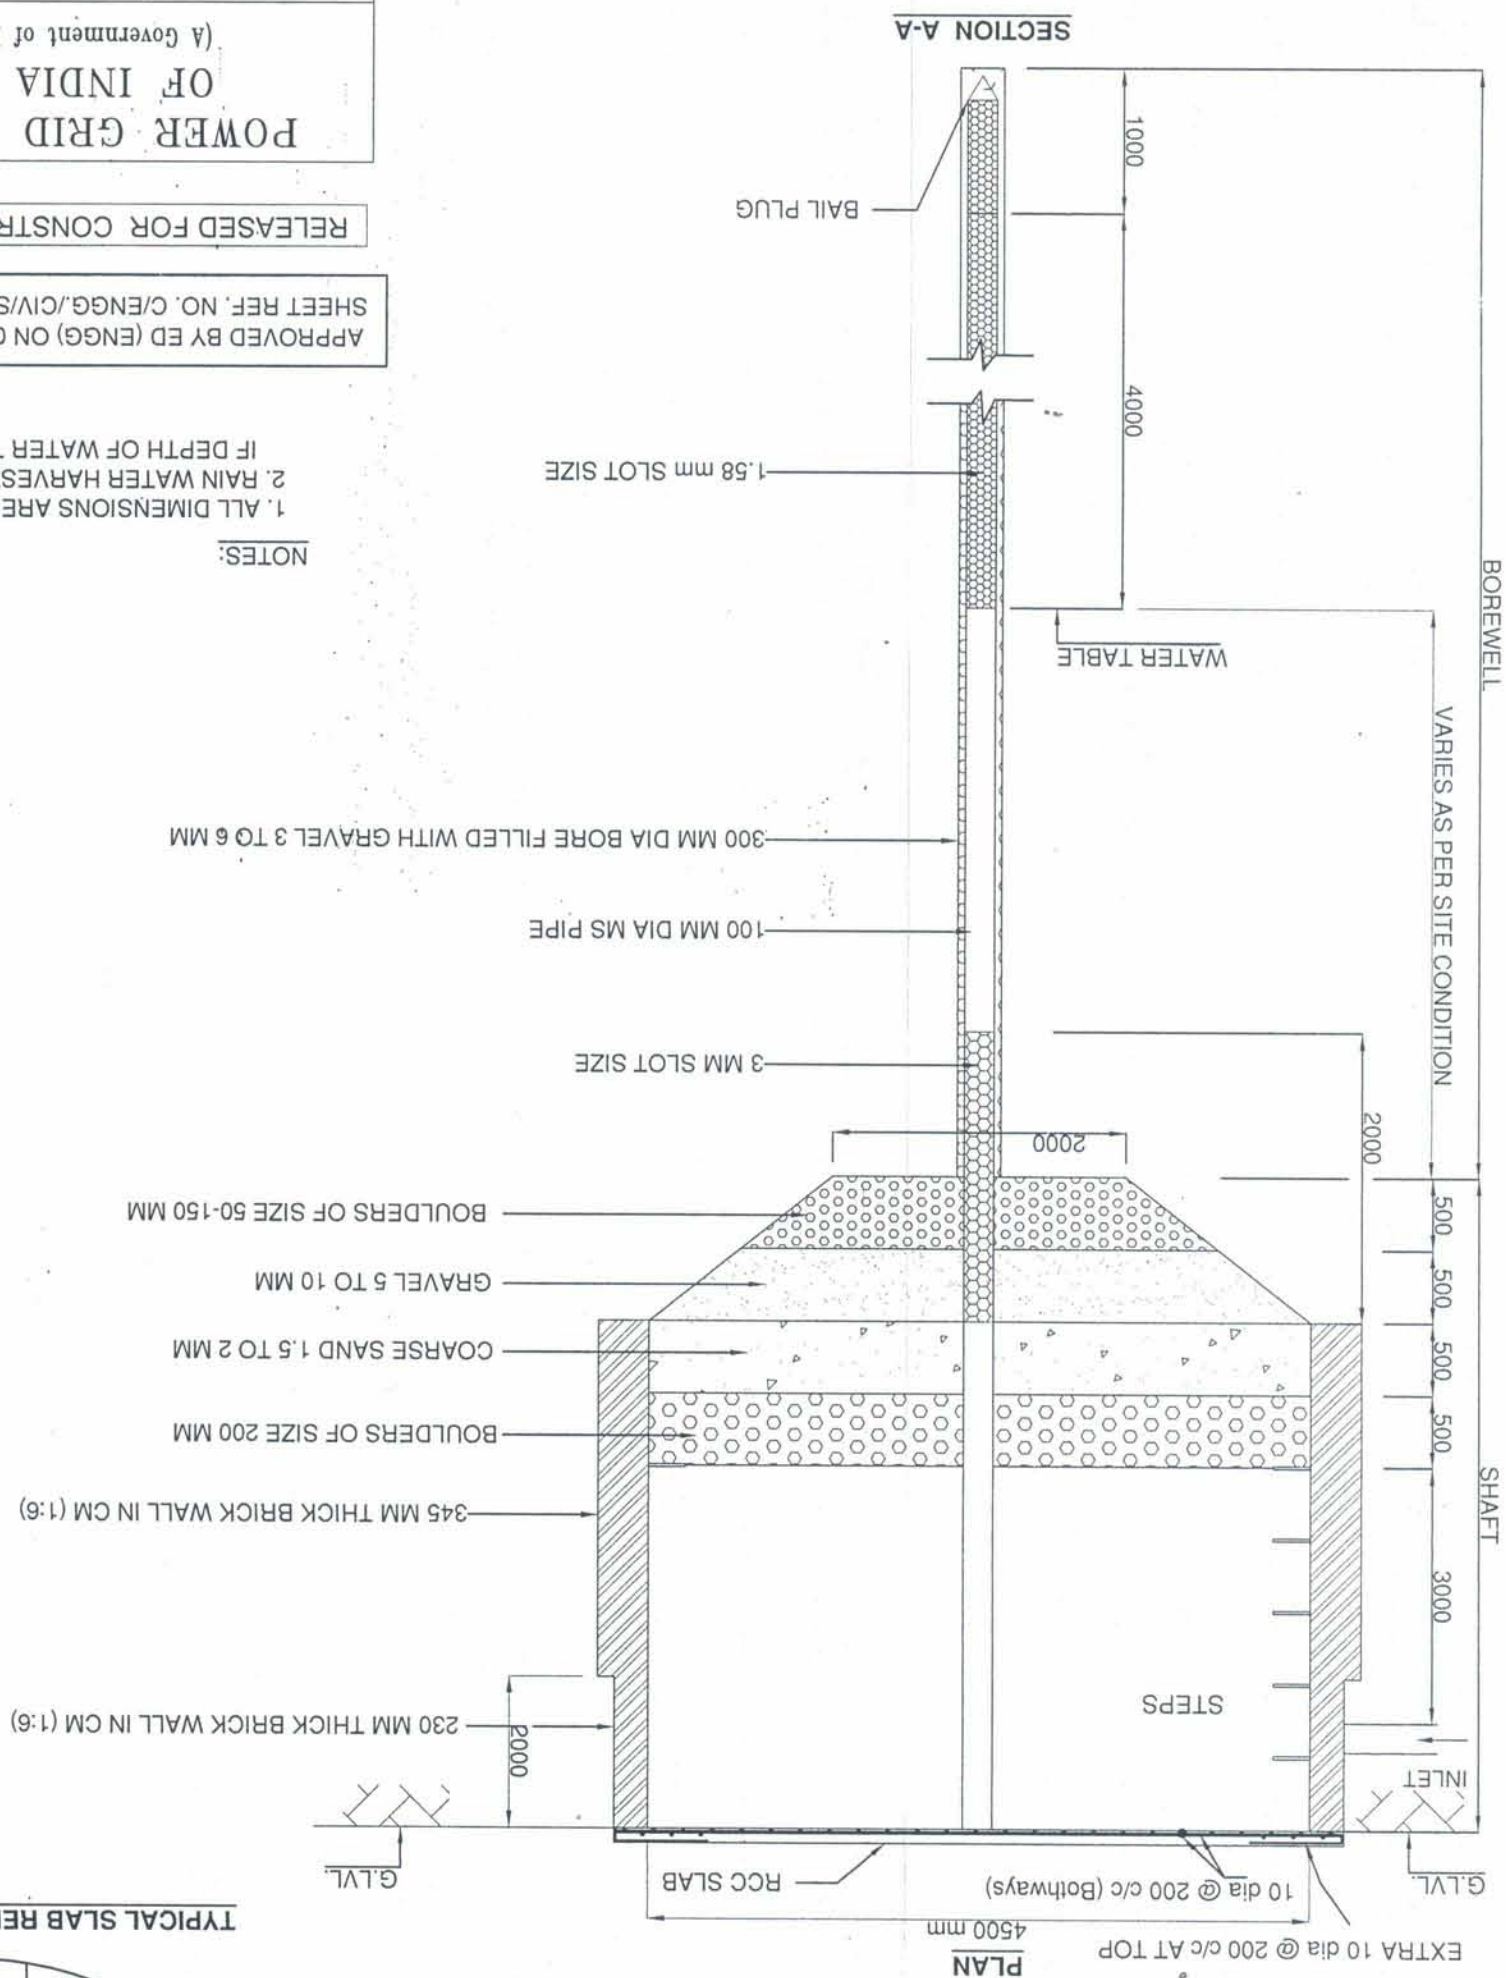 PLAN
EXTRA 10 dia @ 200 c/c AT TOP
4500 mm
10 dia @ 200 c/c (Bothways)
RCC SLAB
TYPICAL SLAB RE
G.LVL.
G.LVL.
INLET
STEPS
2000
230 MM THICK BRICK WALL IN CM (1:6)
3000
SHAFT
345 MM THICK BRICK WALL IN CM (1:6)
500
BOULDERS OF SIZE 200 MM
500
COARSE SAND 1.5 TO 2 MM
500
GRAVEL 5 TO 10 MM
500
BOULDERS OF SIZE 50-150 MM
2000
2000
3 MM SLOT SIZE
VARIES AS PER SITE CONDITION
100 MM DIA MS PIPE
300 MM DIA BORE FILLED WITH GRAVEL 3 TO 6 MM
BOREWELL
WATER TABLE
4000
1.58 mm SLOT SIZE
BAIL PLUG
1000
SECTION A-A
NOTES:
1. ALL DIMENSIONS ARE
2. RAIN WATER HARVES
IF DEPTH OF WATER
APPROVED BY ED (ENGG) ON
SHEET REF. NO. C/ENGG./CIV/S
RELEASED FOR CONSTR
POWER GRID
OF INDIA
(A Government of